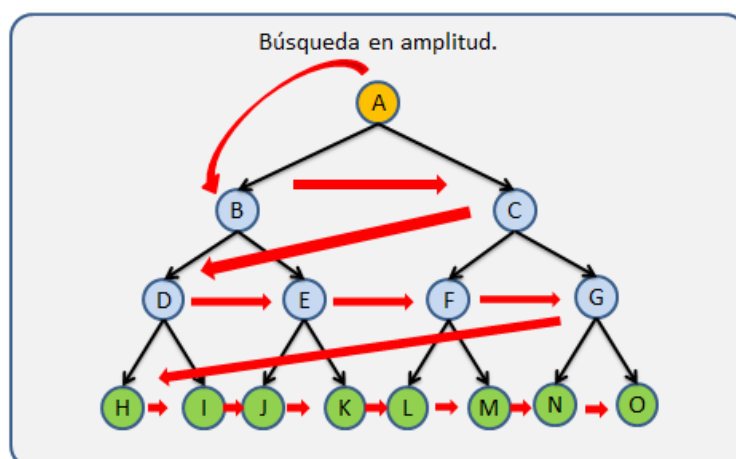 Búsqueda en amplitud.
A
B C
D E F G
H I J K L M N O